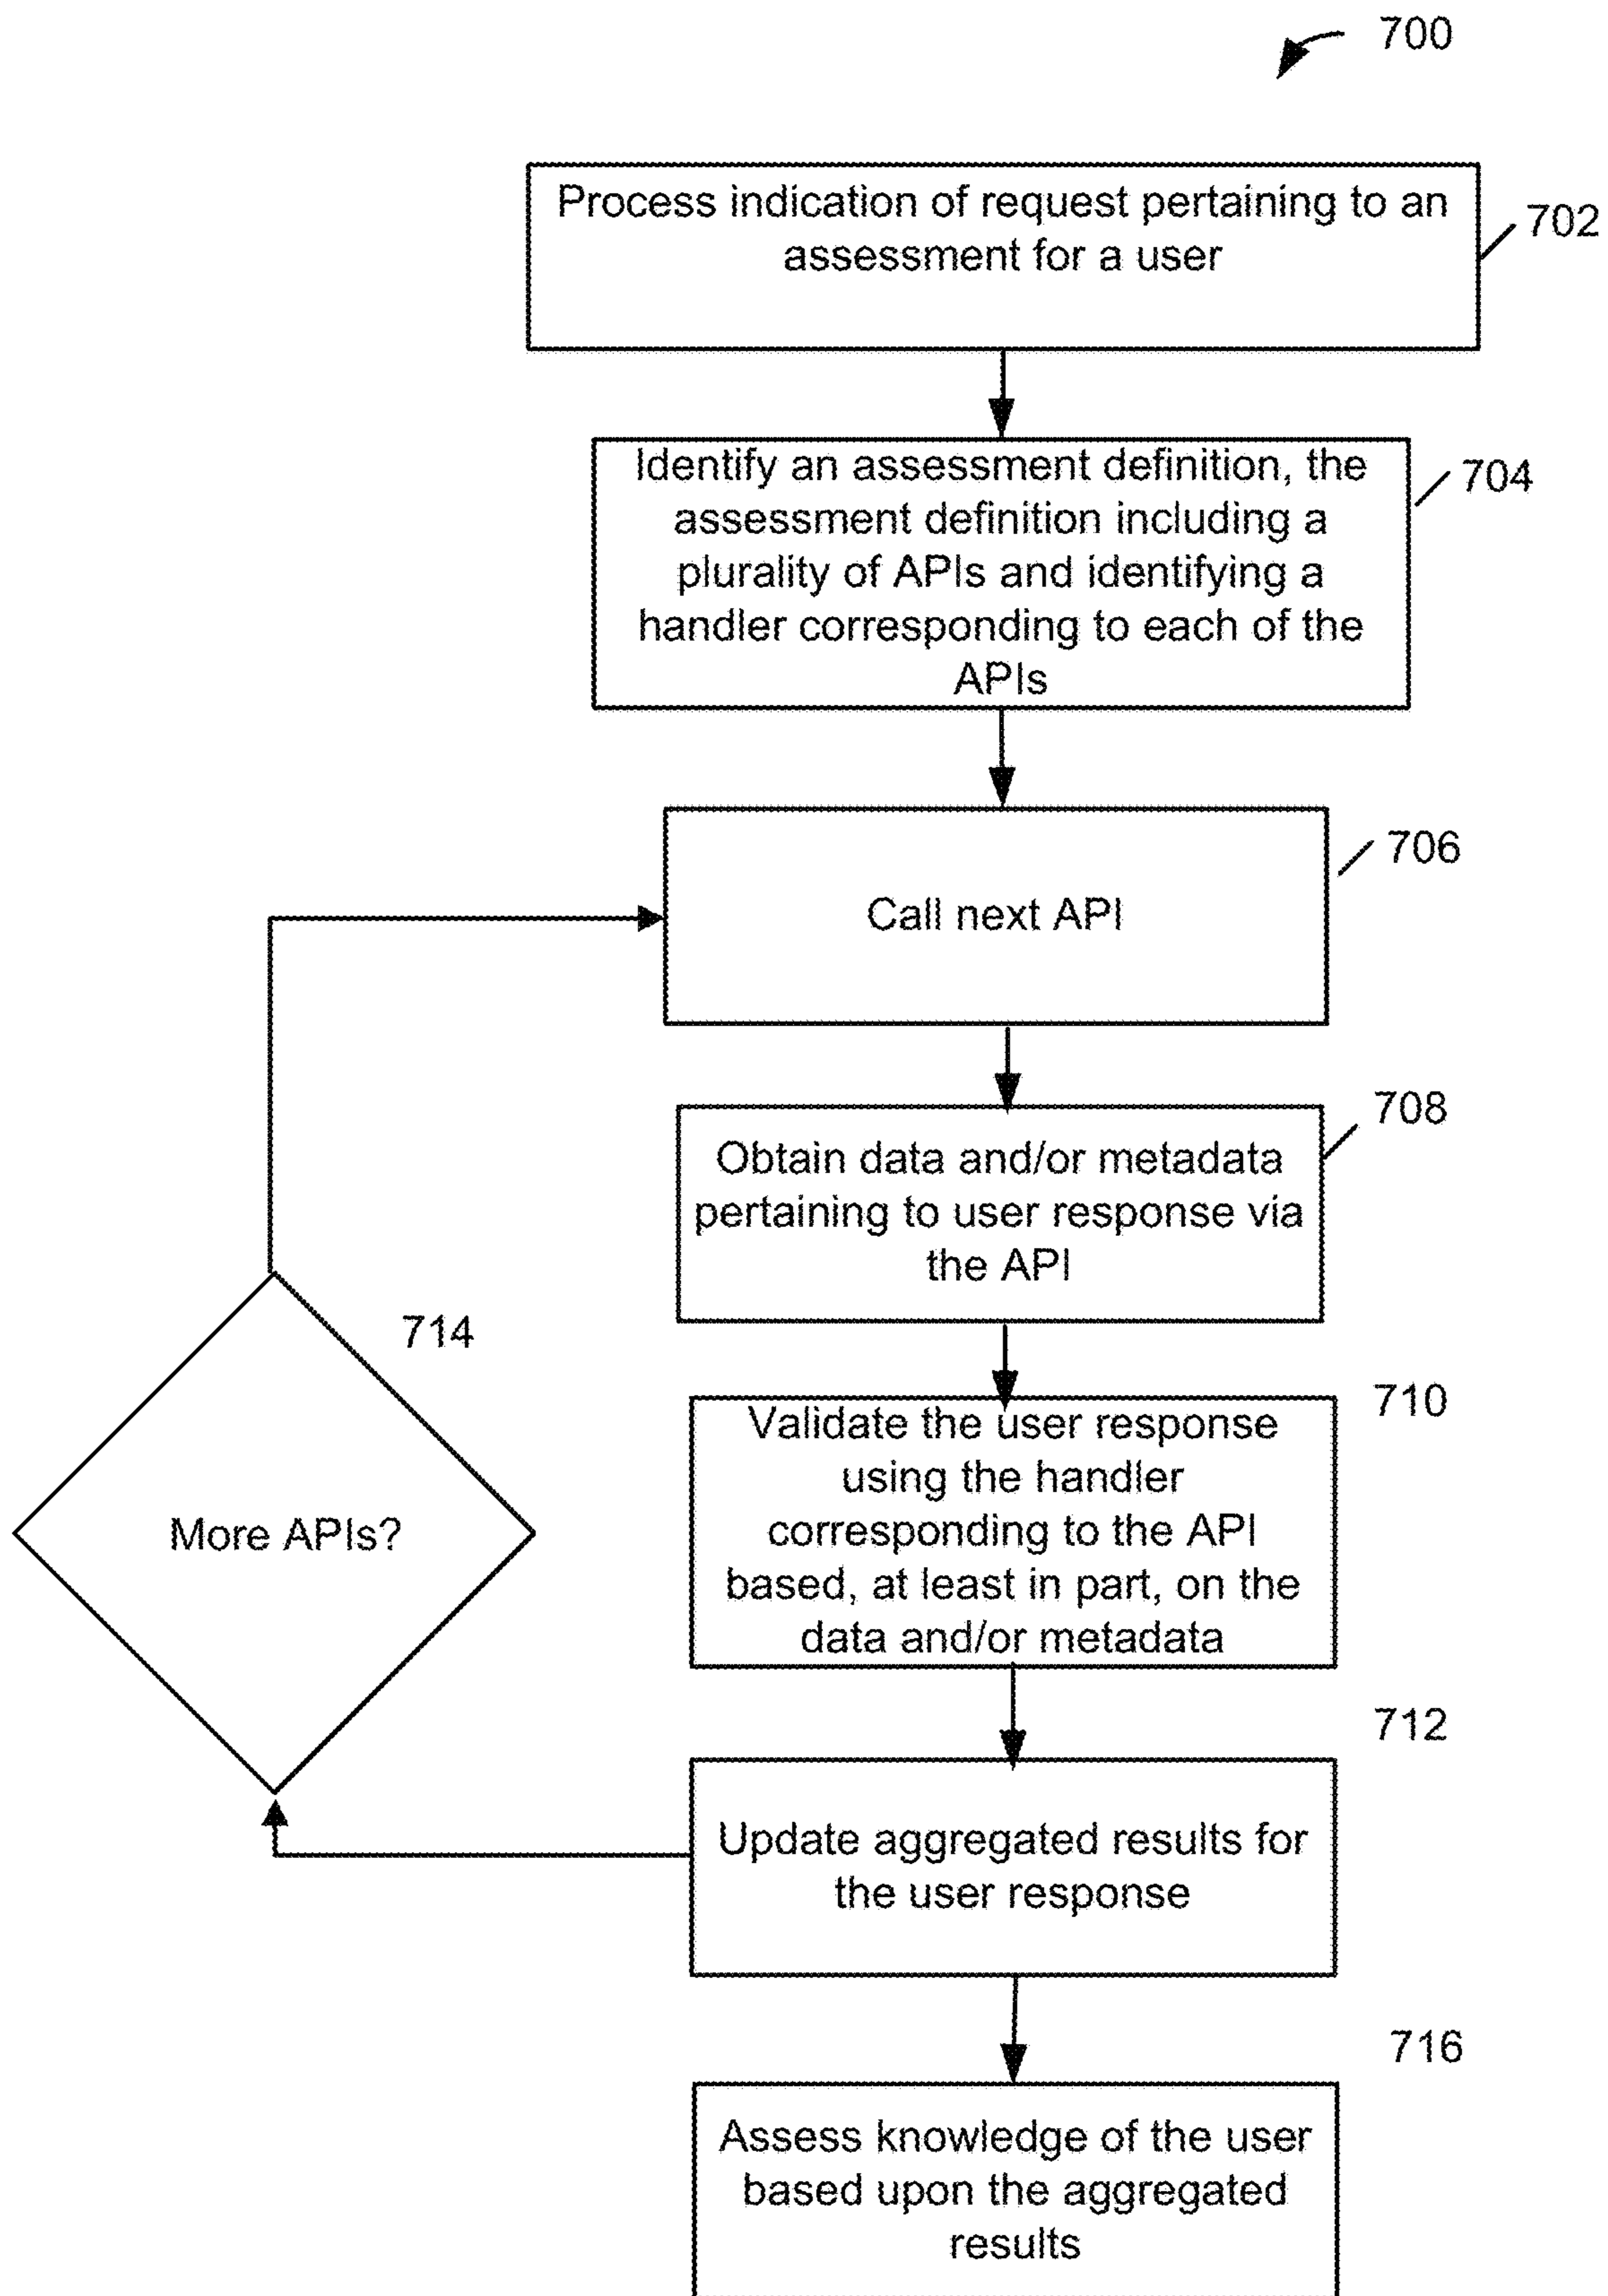 700
Process indication of request pertaining to an
assessment for a user
702
Identify an assessment definition, the
assessment definition including a
plurality of APIs and identifying a
handler corresponding to each of the
APIs
704
Call next API
706
Obtain data and/or metadata
pertaining to user response via
the API
708
714
More APIs?
Validate the user response
using the handler
corresponding to the API
based, at least in part, on the
data and/or metadata
710
712
Update aggregated results for
the user response
716
Assess knowledge of the user
based upon the aggregated
results